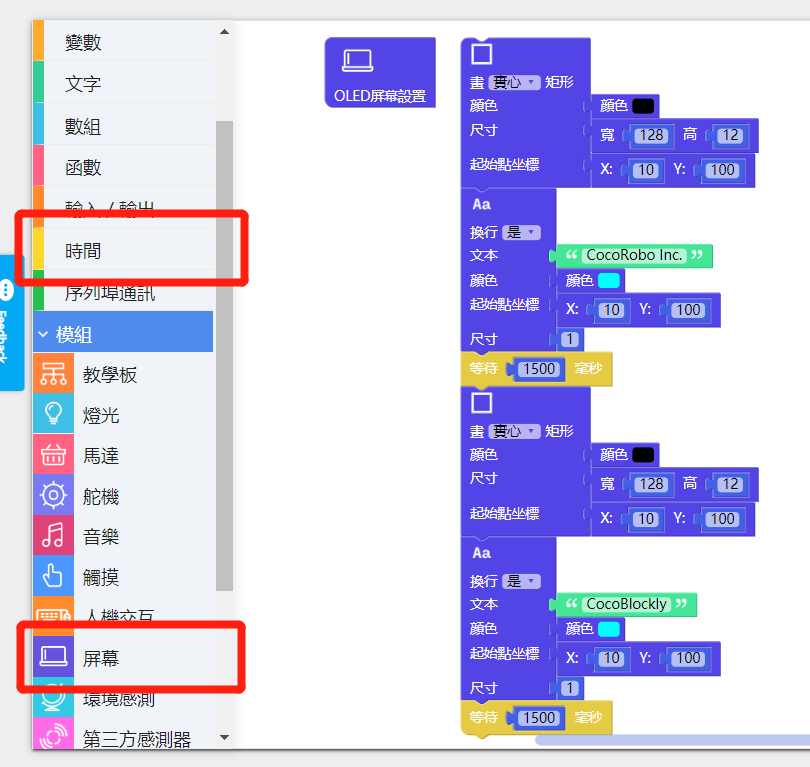 變數
文字
數組
函數
輸入 / 輸出
時間
序列埠通訊
模組
教學板
燈光
馬達
舵機
音樂
觸摸
人機交互
屏幕
環境感測
第三方感測器
Feedback
OLED屏幕設置
畫 實心 矩形
顏色 顏色
尺寸 寬 128 高 12
起始點坐標 X: 10 Y: 100
Aa
換行 是
文本 “ CocoRobo Inc. ”
顏色 顏色
起始點坐標 X: 10 Y: 100
尺寸 1
等待 1500 毫秒
畫 實心 矩形
顏色 顏色
尺寸 寬 128 高 12
起始點坐標 X: 10 Y: 100
Aa
換行 是
文本 “ CocoBlockly ”
顏色 顏色
起始點坐標 X: 10 Y: 100
尺寸 1
等待 1500 毫秒